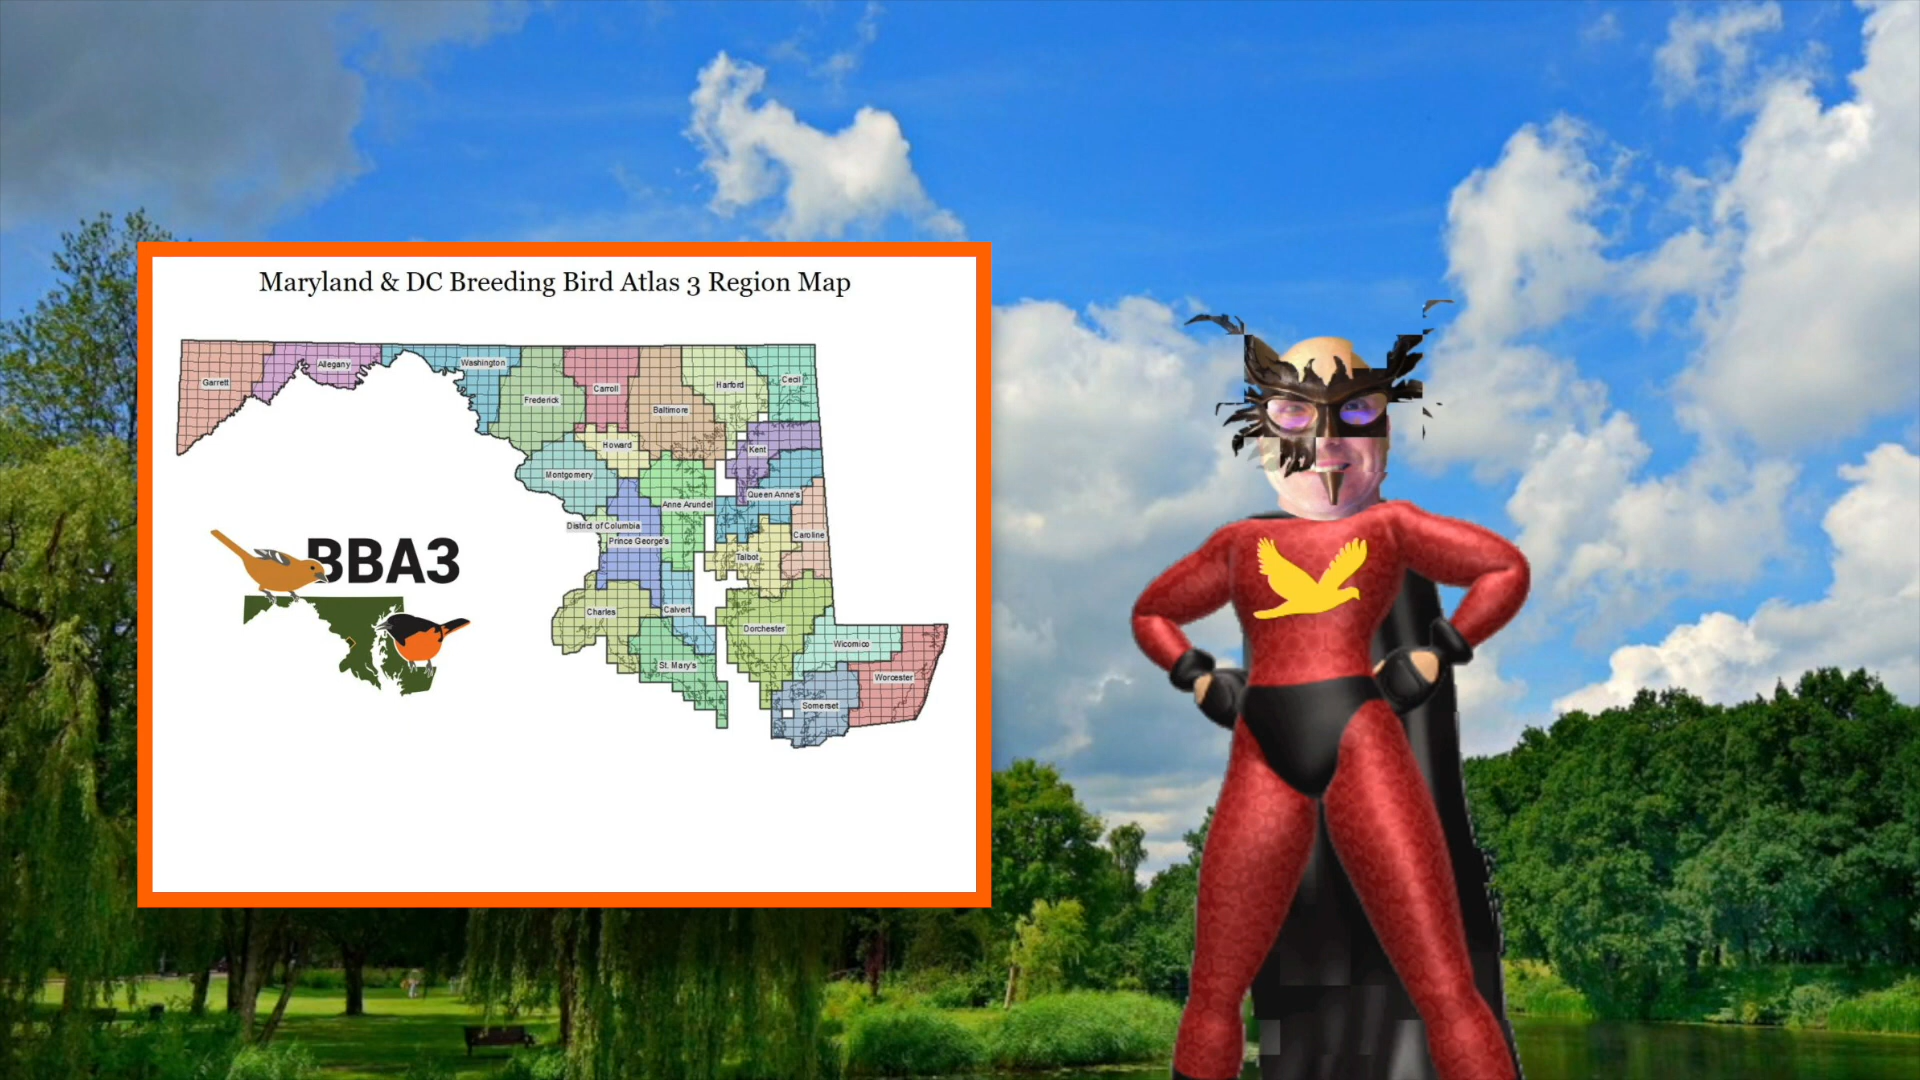 Maryland & DC Breeding Bird Atlas 3 Region Map
Garrett
Allegany
Washington
Frederick
Carroll
Baltimore
Harford
Cecil
Howard
Montgomery
Kent
Queen Anne's
Anne Arundel
District of Columbia
Prince George's
Caroline
Talbot
BBA3
Charles
Calvert
Dorchester
Wicomico
St. Mary's
Worcester
Somerset